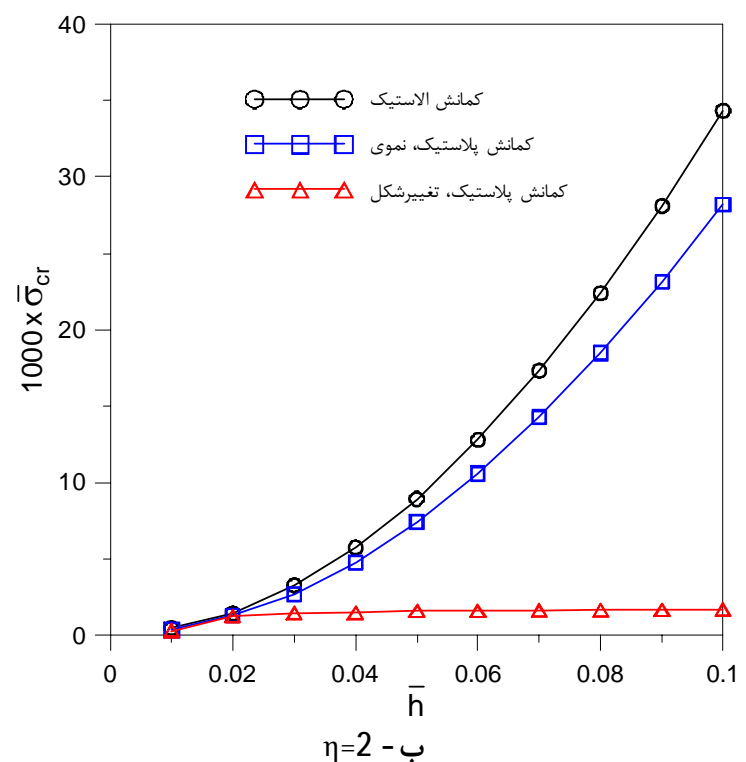 40
30
20
10
0
1000 x σ̅cr
کمانش الاستیک
کمانش پلاستیک، نموی
کمانش پلاستیک، تغییرشکل
0 0.02 0.04 0.06 0.08 0.1
h̅
ب - η=2